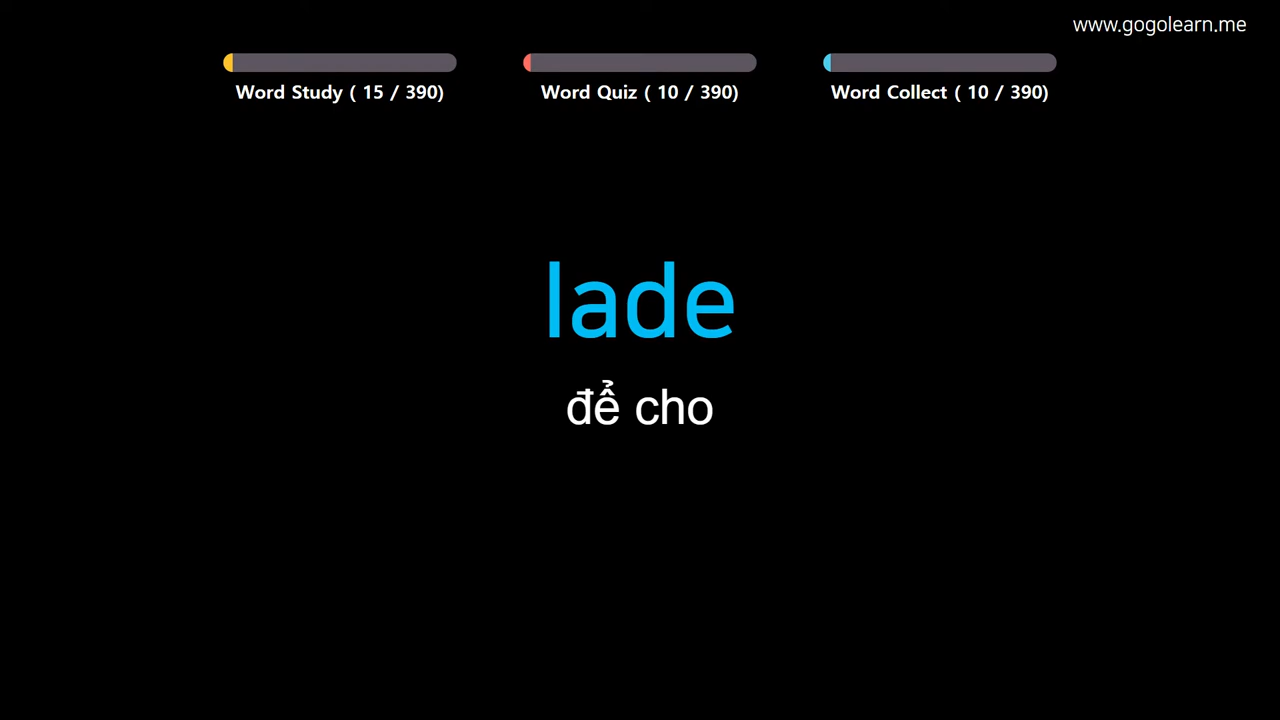 www.gogolearn.me
Word Study ( 15 / 390)
Word Quiz ( 10 / 390)
Word Collect ( 10 / 390)
lade
để cho